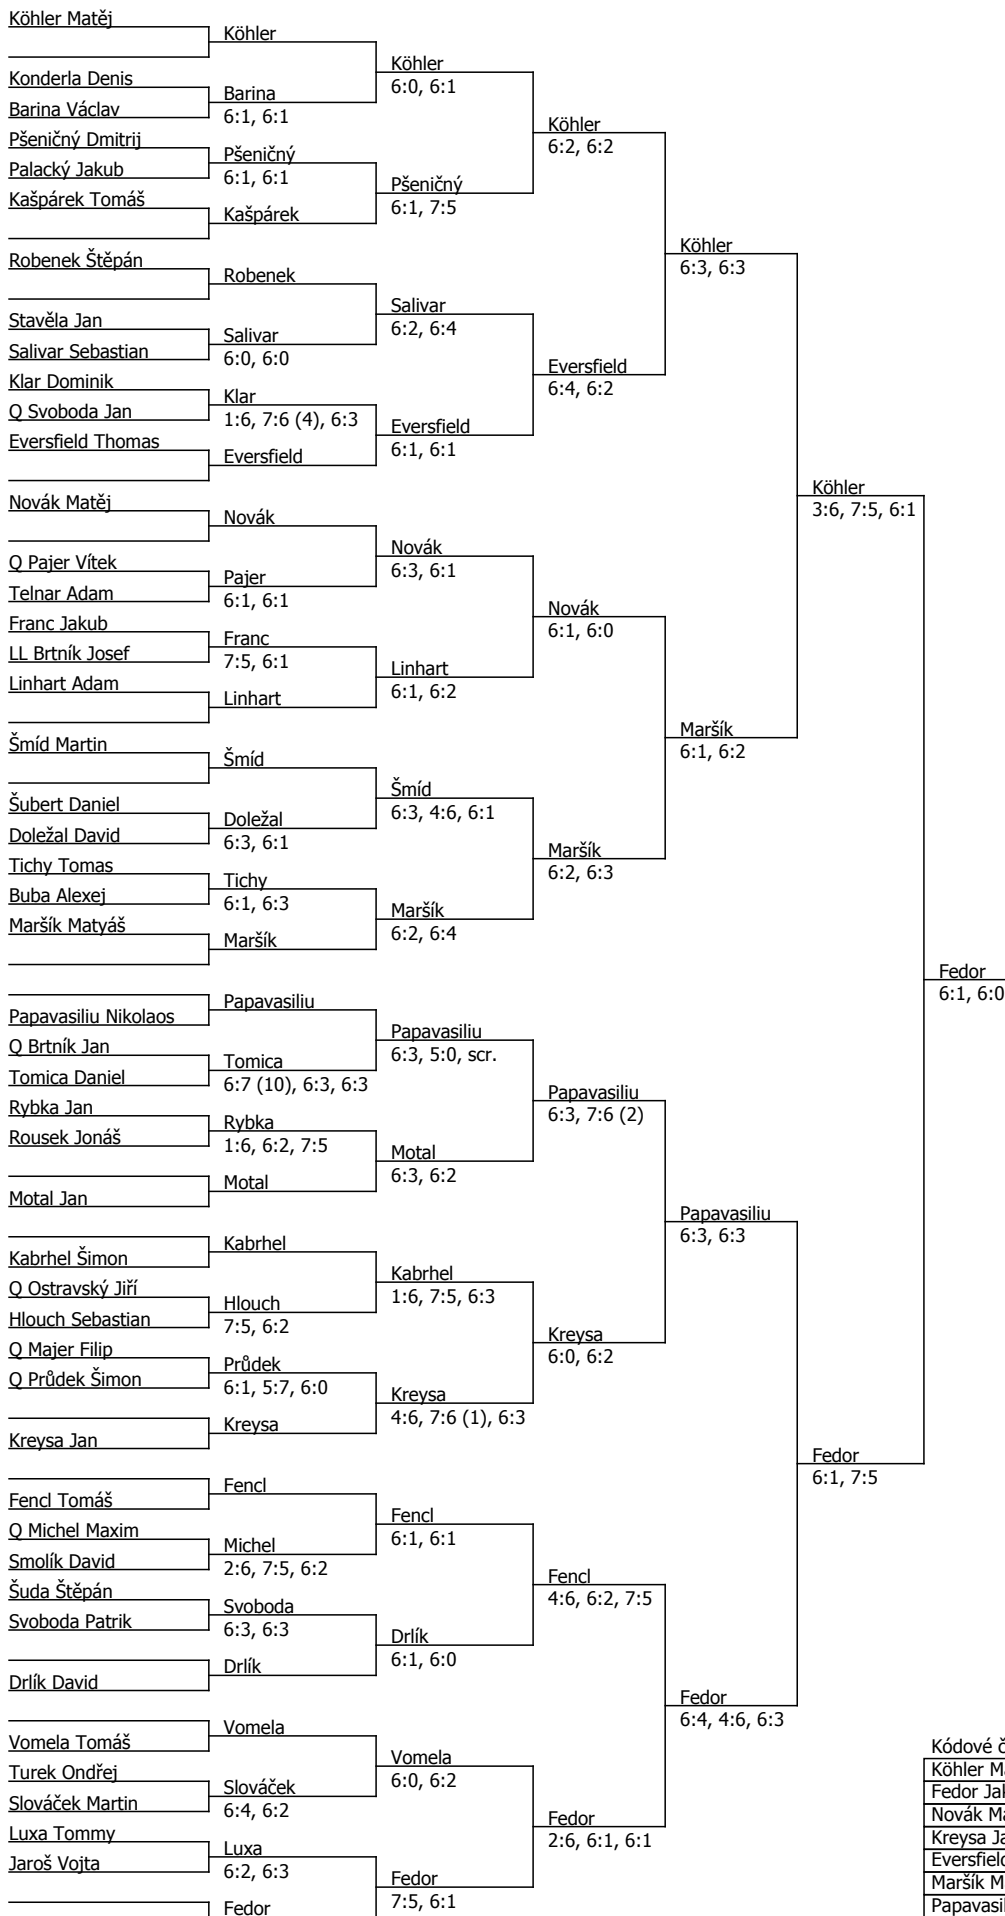 Köhler Matěj
Köhler
Köhler
6:0, 6:1
Konderla Denis
Barina
6:1, 6:1
Barina Václav
Köhler
6:2, 6:2
Pšeničný Dmitrij
Pšeničný
6:1, 6:1
Palacký Jakub
Pšeničný
6:1, 7:5
Kašpárek Tomáš
Kašpárek
Köhler
6:3, 6:3
Robenek Štěpán
Robenek
Salivar
6:2, 6:4
Stavěla Jan
Salivar
6:0, 6:0
Salivar Sebastian
Eversfield
6:4, 6:2
Klar Dominik
Klar
1:6, 7:6 (4), 6:3
Q Svoboda Jan
Eversfield
6:1, 6:1
Eversfield Thomas
Eversfield
Köhler
3:6, 7:5, 6:1
Novák Matěj
Novák
Novák
6:3, 6:1
Q Pajer Vítek
Pajer
6:1, 6:1
Telnar Adam
Novák
6:1, 6:0
Franc Jakub
Franc
7:5, 6:1
LL Brtník Josef
Linhart
6:1, 6:2
Linhart Adam
Linhart
Maršík
6:1, 6:2
Šmíd Martin
Šmíd
Šmíd
6:3, 4:6, 6:1
Šubert Daniel
Doležal
6:3, 6:1
Doležal David
Maršík
6:2, 6:3
Tichy Tomas
Tichy
6:1, 6:3
Buba Alexej
Maršík
6:2, 6:4
Maršík Matyáš
Maršík
Fedor
6:1, 6:0
Papavasiliu
Papavasiliu Nikolaos
Papavasiliu
6:3, 5:0, scr.
Q Brtník Jan
Tomica
6:7 (10), 6:3, 6:3
Tomica Daniel
Papavasiliu
6:3, 7:6 (2)
Rybka Jan
Rybka
1:6, 6:2, 7:5
Rousek Jonáš
Motal
6:3, 6:2
Motal
Motal Jan
Papavasiliu
6:3, 6:3
Kabrhel
Kabrhel Šimon
Kabrhel
1:6, 7:5, 6:3
Q Ostravský Jiří
Hlouch
7:5, 6:2
Hlouch Sebastian
Kreysa
6:0, 6:2
Q Majer Filip
Průdek
6:1, 5:7, 6:0
Q Průdek Šimon
Kreysa
4:6, 7:6 (1), 6:3
Kreysa
Kreysa Jan
Fedor
6:1, 7:5
Fencl
Fencl Tomáš
Fencl
6:1, 6:1
Q Michel Maxim
Michel
2:6, 7:5, 6:2
Smolík David
Fencl
4:6, 6:2, 7:5
Šuda Štěpán
Svoboda
6:3, 6:3
Svoboda Patrik
Drlík
6:1, 6:0
Drlík
Drlík David
Fedor
6:4, 4:6, 6:3
Vomela
Vomela Tomáš
Vomela
6:0, 6:2
Turek Ondřej
Slováček
6:4, 6:2
Slováček Martin
Fedor
2:6, 6:1, 6:1
Luxa Tommy
Luxa
6:2, 6:3
Jaroš Vojta
Fedor
7:5, 6:1
Fedor
Kódové
Köhler
Fedor
Novák
Kreysa
Maršík